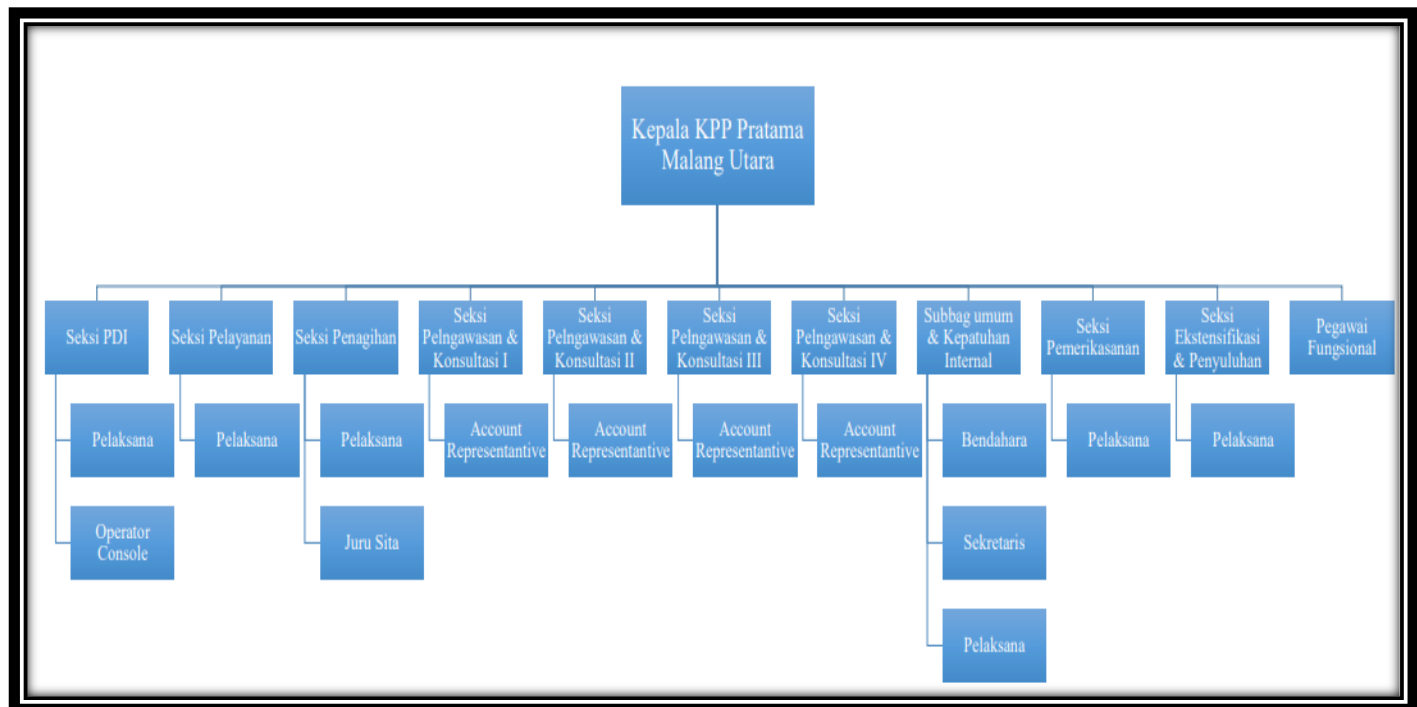 Kepala KPP Pratama
Malang Utara
Seksi PDI
Seksi Pelayanan
Seksi Penagihan
Seksi
Pelngawasan &
Konsultasi I
Seksi
Pelngawasan &
Konsultasi II
Seksi
Pelngawasan &
Konsultasi III
Seksi
Pelngawasan &
Konsultasi IV
Subbag umum
& Kepatuhan
Internal
Seksi
Pemerikasanan
Seksi
Ekstensifikasi
& Penyuluhan
Pegawai
Fungsional
Pelaksana
Pelaksana
Pelaksana
Account
Representantive
Account
Representantive
Account
Representantive
Account
Representantive
Bendahara
Pelaksana
Pelaksana
Operator
Console
Juru Sita
Sekretaris
Pelaksana